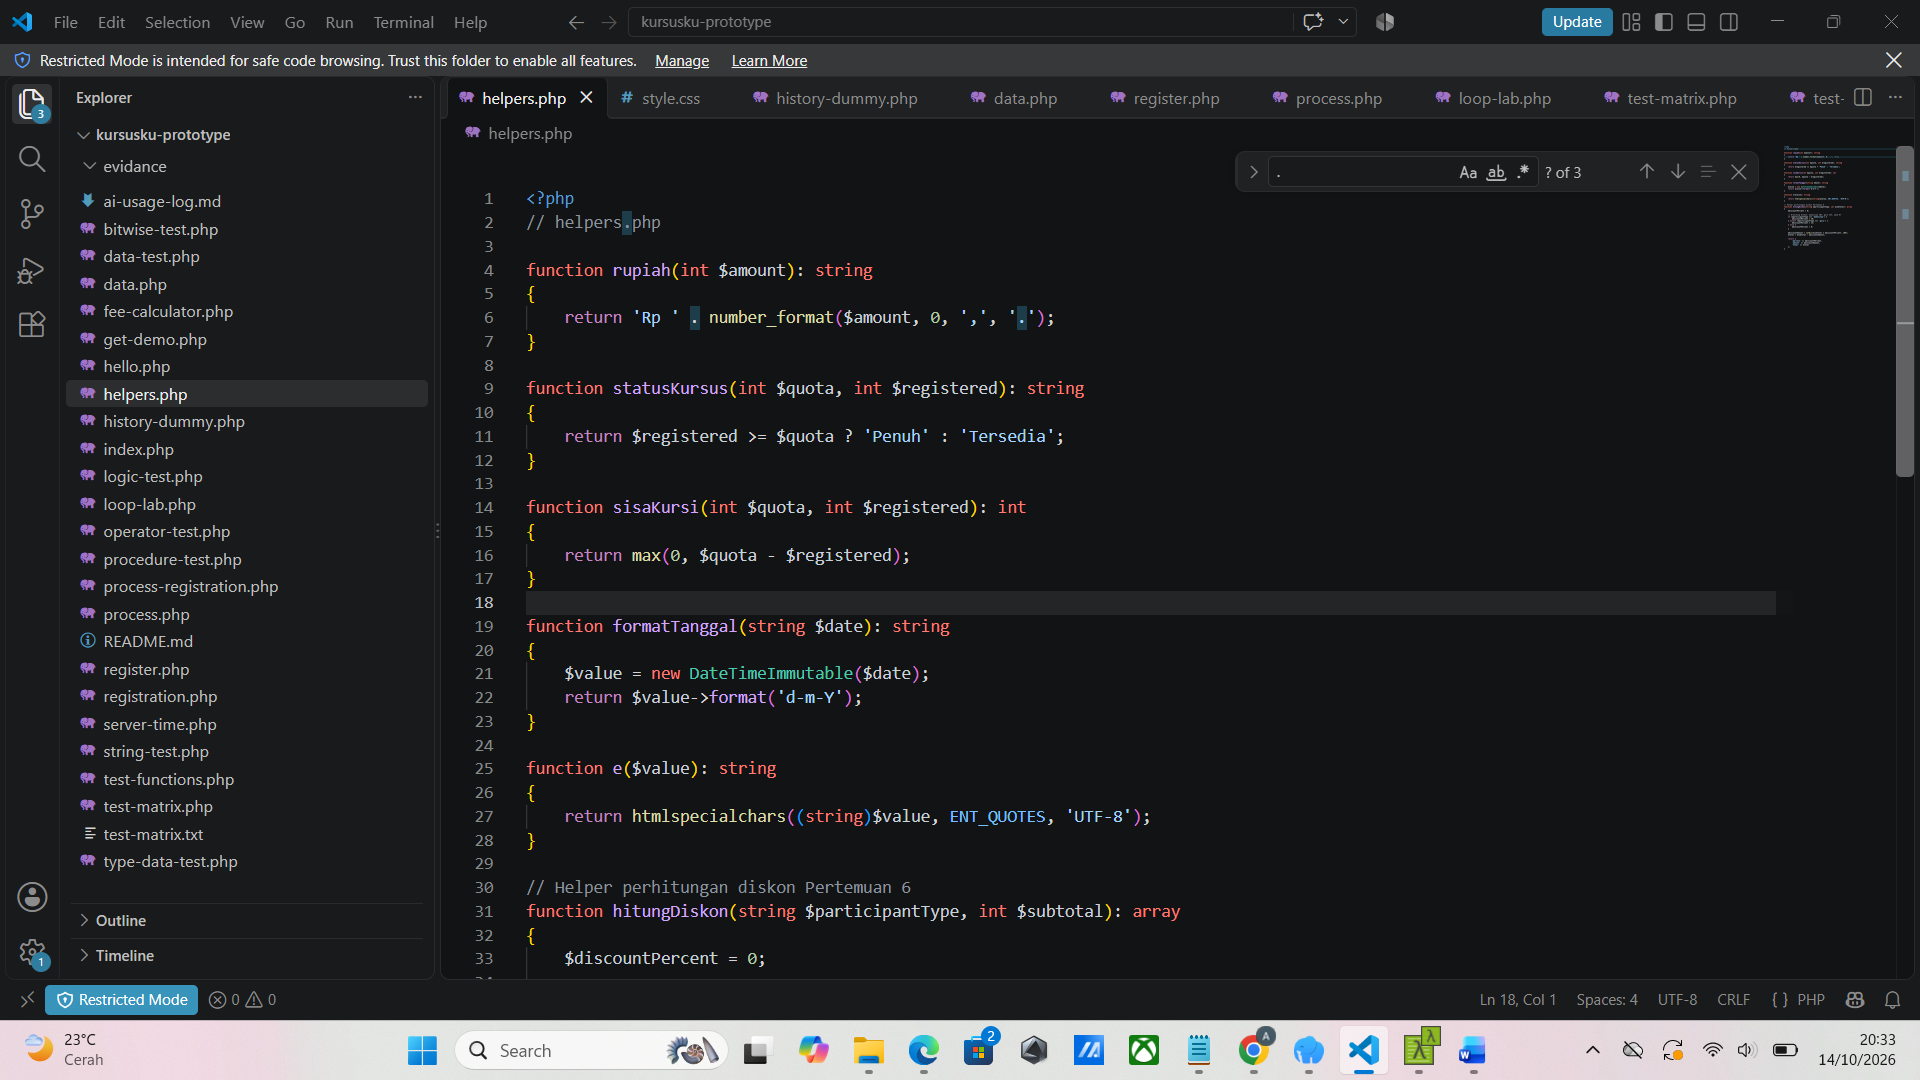 File Edit Selection View Go Run Terminal Help
kursusku-prototype
Update
Restricted Mode is intended for safe code browsing. Trust this folder to enable all features. Manage Learn More
Explorer
helpers.php
# style.css
history-dummy.php
data.php
register.php
process.php
loop-lab.php
test-matrix.php
test-
3
kursusku-prototype
evidance
ai-usage-log.md
bitwise-test.php
data-test.php
data.php
fee-calculator.php
get-demo.php
hello.php
helpers.php
history-dummy.php
index.php
logic-test.php
loop-lab.php
operator-test.php
procedure-test.php
process-registration.php
process.php
README.md
register.php
registration.php
server-time.php
string-test.php
test-functions.php
test-matrix.php
test-matrix.txt
type-data-test.php
Outline
Timeline
1
helpers.php
. Aa ab .* ? of 3
1 <?php
2 // helpers.php
3
4 function rupiah(int $amount): string
5 {
6 return 'Rp ' . number_format($amount, 0, ',', '.');
7 }
8
9 function statusKursus(int $quota, int $registered): string
10 {
11 return $registered >= $quota ? 'Penuh' : 'Tersedia';
12 }
13
14 function sisaKursi(int $quota, int $registered): int
15 {
16 return max(0, $quota - $registered);
17 }
18
19 function formatTanggal(string $date): string
20 {
21 $value = new DateTimeImmutable($date);
22 return $value->format('d-m-Y');
23 }
24
25 function e($value): string
26 {
27 return htmlspecialchars((string)$value, ENT_QUOTES, 'UTF-8');
28 }
29
30 // Helper perhitungan diskon Pertemuan 6
31 function hitungDiskon(string $participantType, int $subtotal): array
32 {
33 $discountPercent = 0;
Restricted Mode 0 0
Ln 18, Col 1 Spaces: 4 UTF-8 CRLF { } PHP
23°C
Cerah
Search
2
A
20:33
14/10/2026